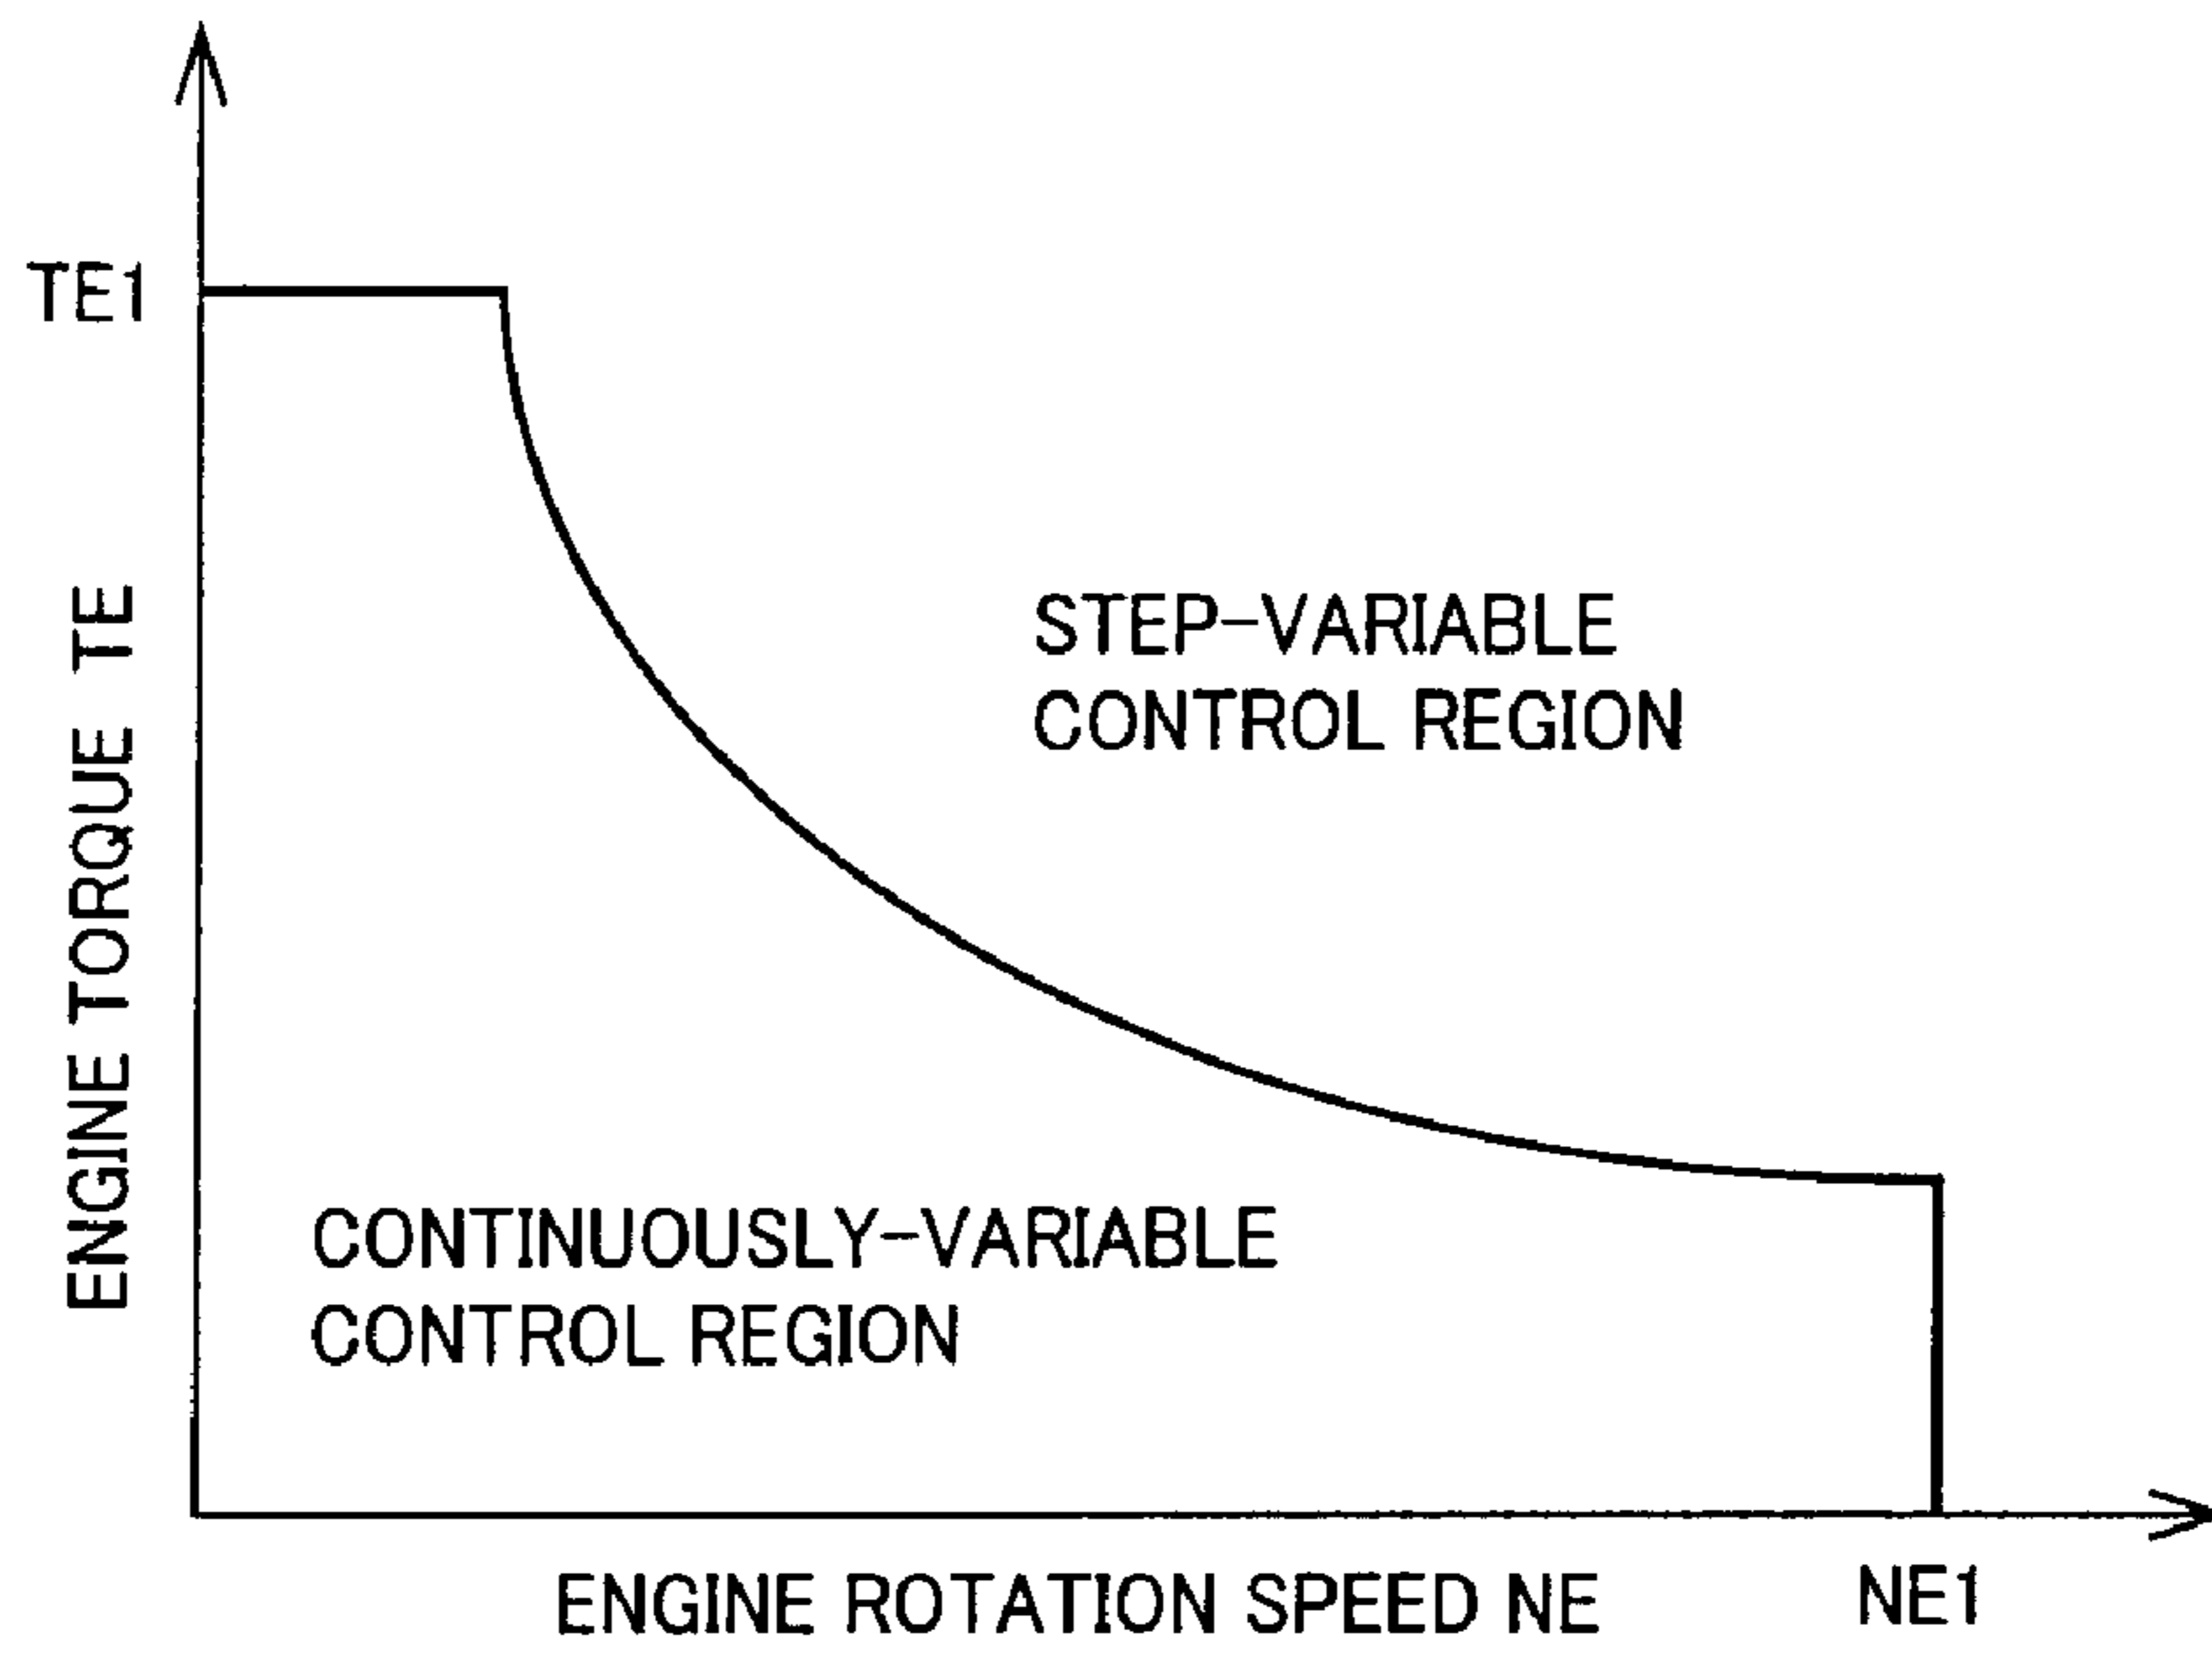 TE1
ENGINE TORQUE TE
STEP-VARIABLE
CONTROL REGION
CONTINUOUSLY-VARIABLE
CONTROL REGION
ENGINE ROTATION SPEED NE
NE1